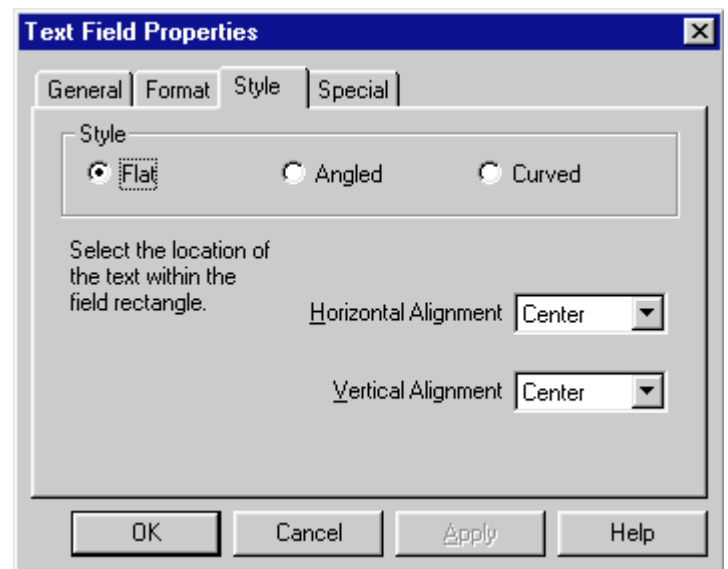 Text Field Properties
General Format Style Special
Style
Flat Angled Curved
Select the location of
the text within the
field rectangle.
Horizontal Alignment Center
Vertical Alignment Center
OK Cancel Apply Help